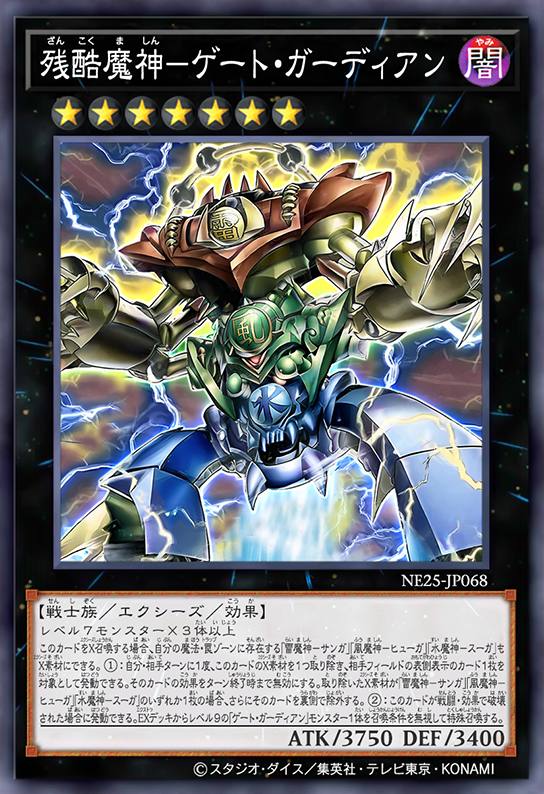 残酷魔神-ゲート・ガーディアン
闇
雷
風
水
NE25-JP068
【戦士族／エクシーズ／効果】
レベル７モンスター×３体以上
このカードをX召喚する場合、自分の魔法・罠ゾーンに存在する「雷魔神－サンガ」「風魔神－ヒューガ」「水魔神－スーガ」も
X素材にできる。①：自分・相手ターンに１度、このカードのX素材を１つ取り除き、相手フィールドの表側表示のカード１枚を
対象として発動できる。そのカードの効果をターン終了時まで無効にする。取り除いたX素材が「雷魔神－サンガ」「風魔神－
ヒューガ」「水魔神－スーガ」のいずれか１枚の場合、さらにそのカードを裏側で除外する。②：このカードが戦闘・効果で破壊
された場合に発動できる。EXデッキからレベル９の「ゲート・ガーディアン」モンスター１体を召喚条件を無視して特殊召喚する。
ATK/3750 DEF/3400
©スタジオ・ダイス／集英社・テレビ東京・KONAMI